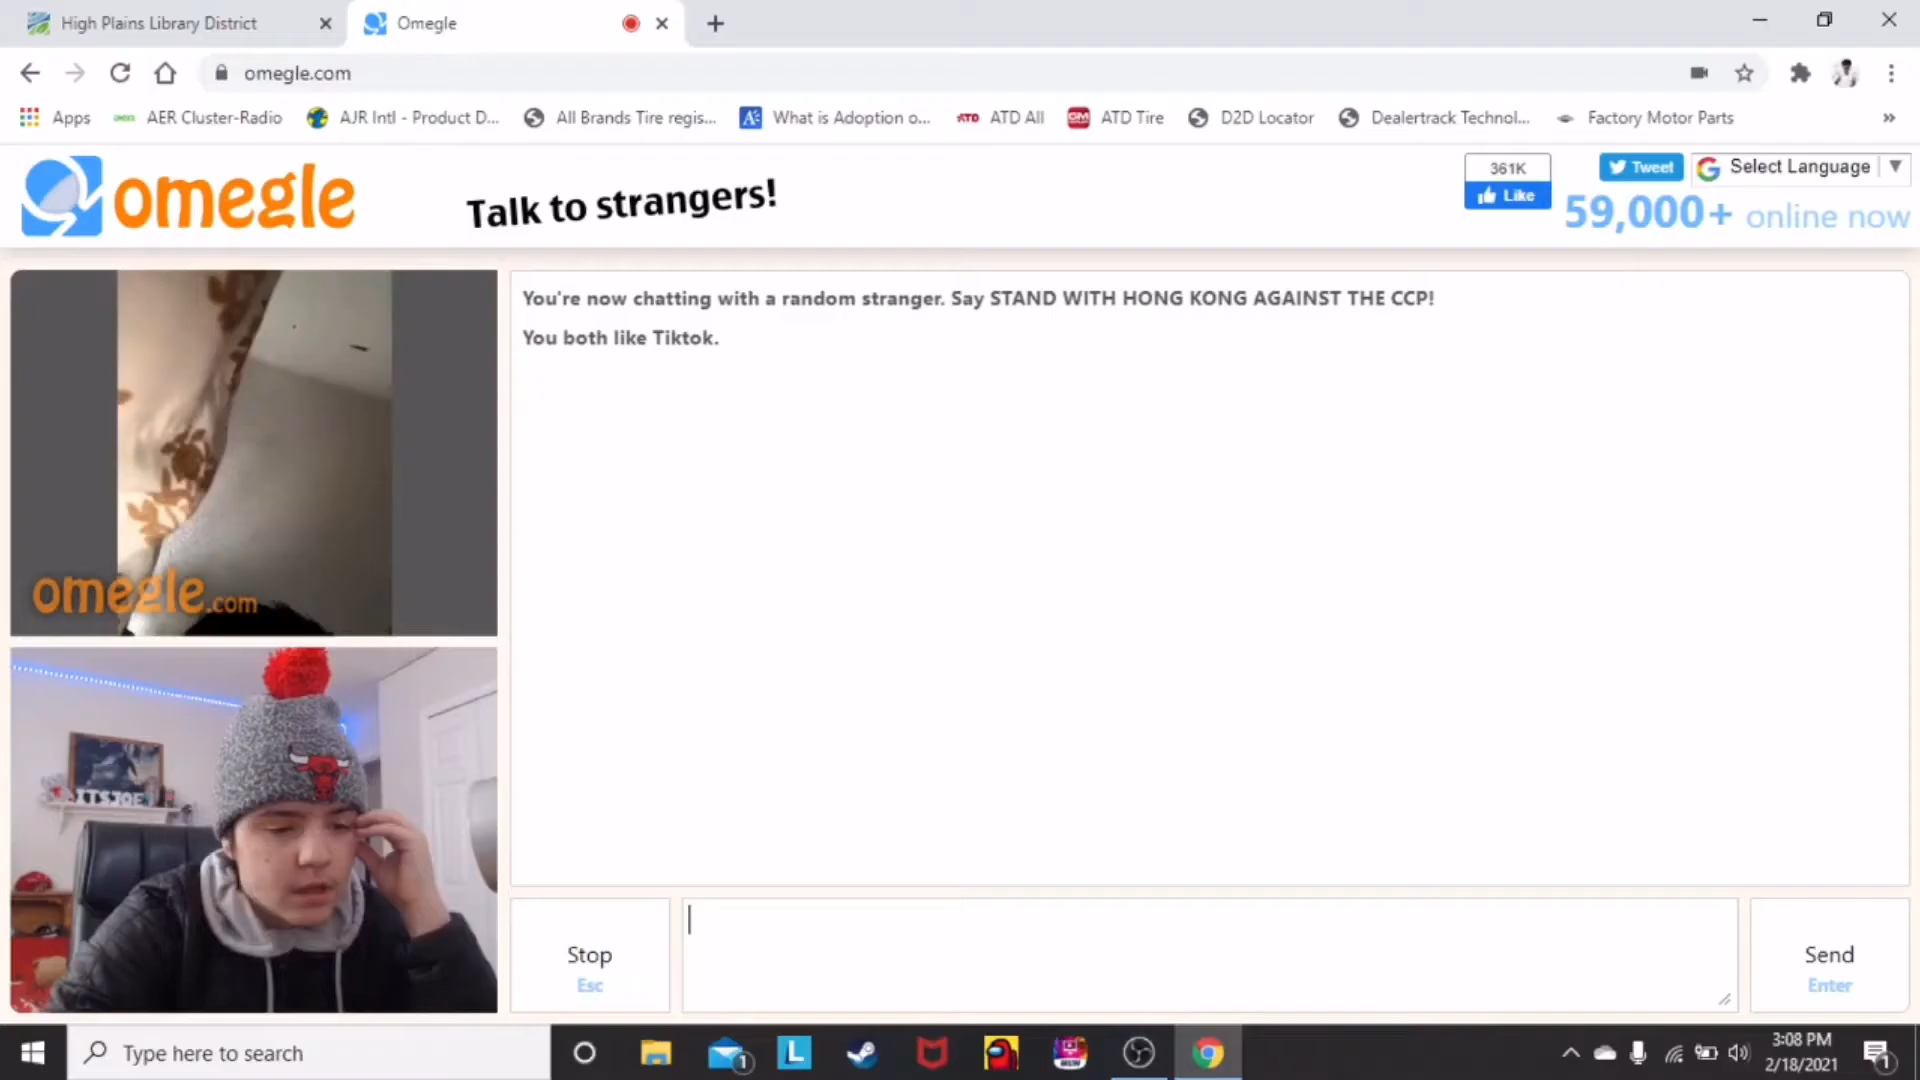 High Plains Library District
Omegle
omegle.com
Apps
AER Cluster-Radio
AJR Intl - Product D...
All Brands Tire regis...
What is Adoption o...
ATD
ATD All
ATD Tire
D2D Locator
Dealertrack Technol...
Factory Motor Parts
»
omegle
Talk to strangers!
361K
Like
Tweet
Select Language
59,000+ online now
You're now chatting with a random stranger. Say STAND WITH HONG KONG AGAINST THE CCP!
You both like Tiktok.
omegle.com
ITSJOE
Stop
Esc
Send
Enter
Type here to search
1
L
3:08 PM
2/18/2021
1